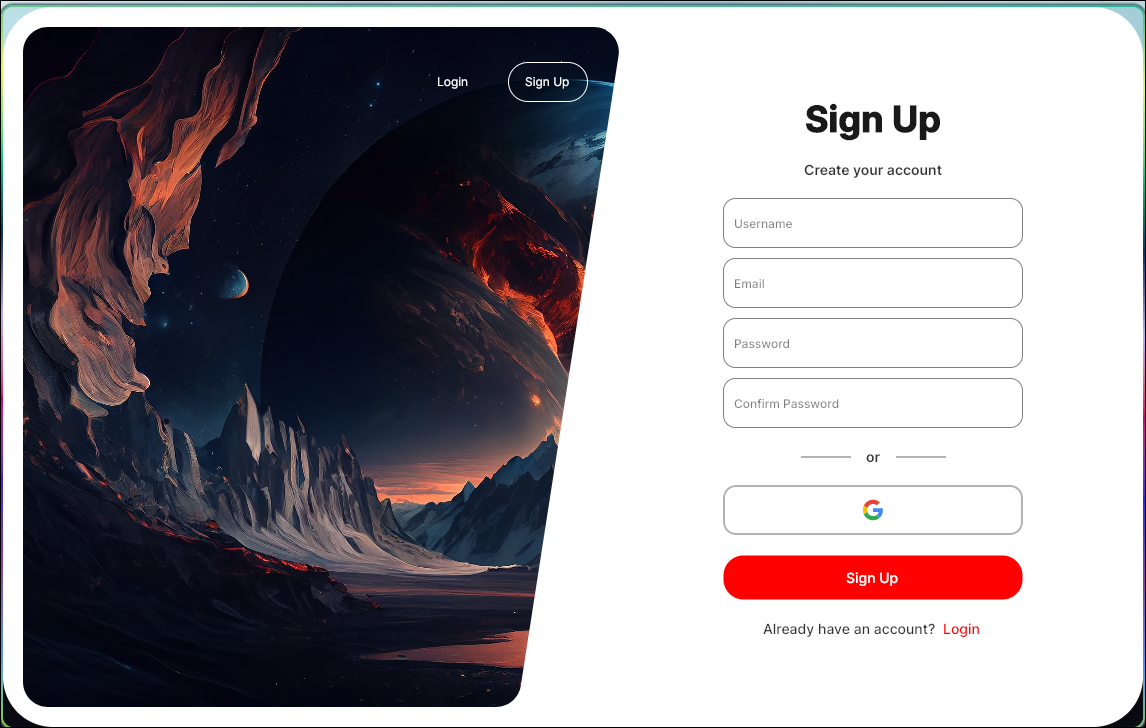 Login
Sign Up
Sign Up
Create your account
Username
Email
Password
Confirm Password
or
Sign Up
Already have an account? Login